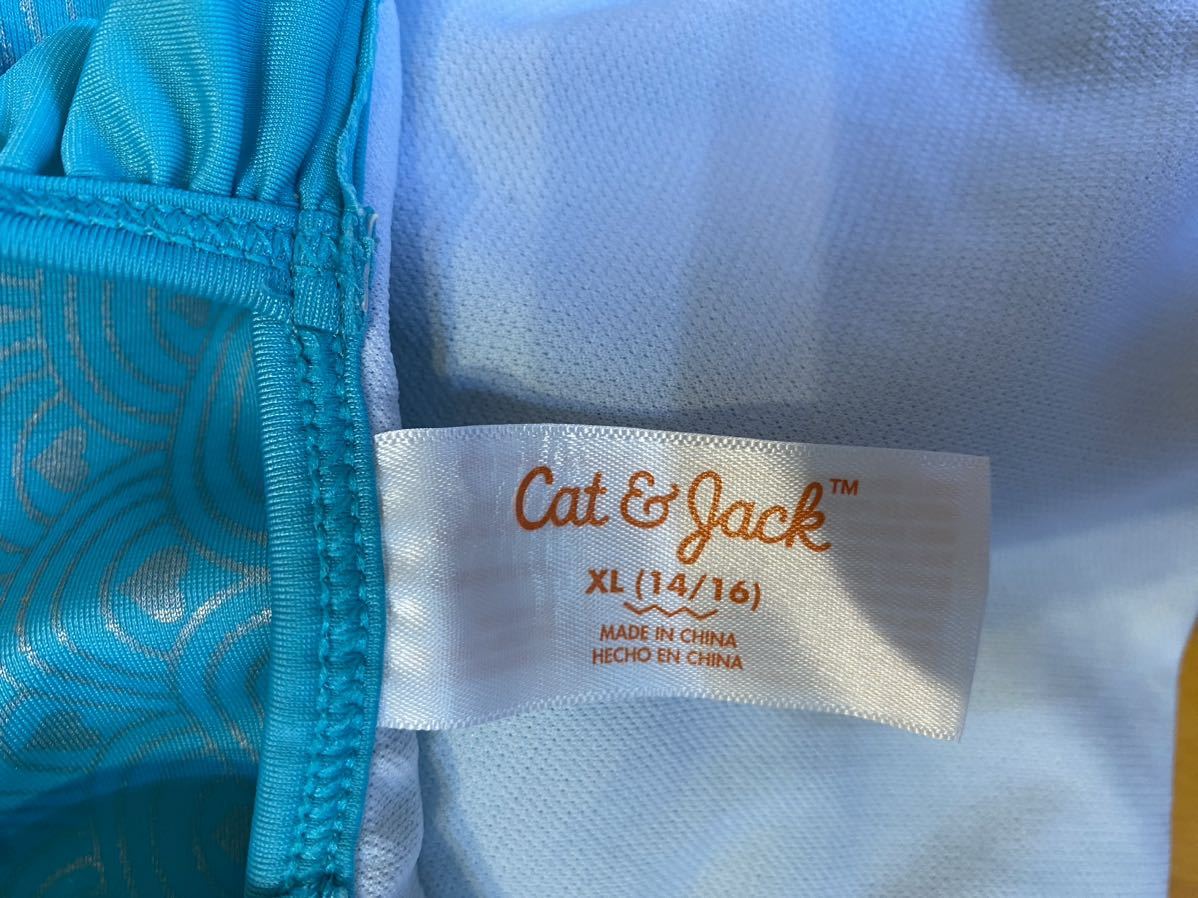 Cat & Jack™
XL (14/16)
MADE IN CHINA
HECHO EN CHINA